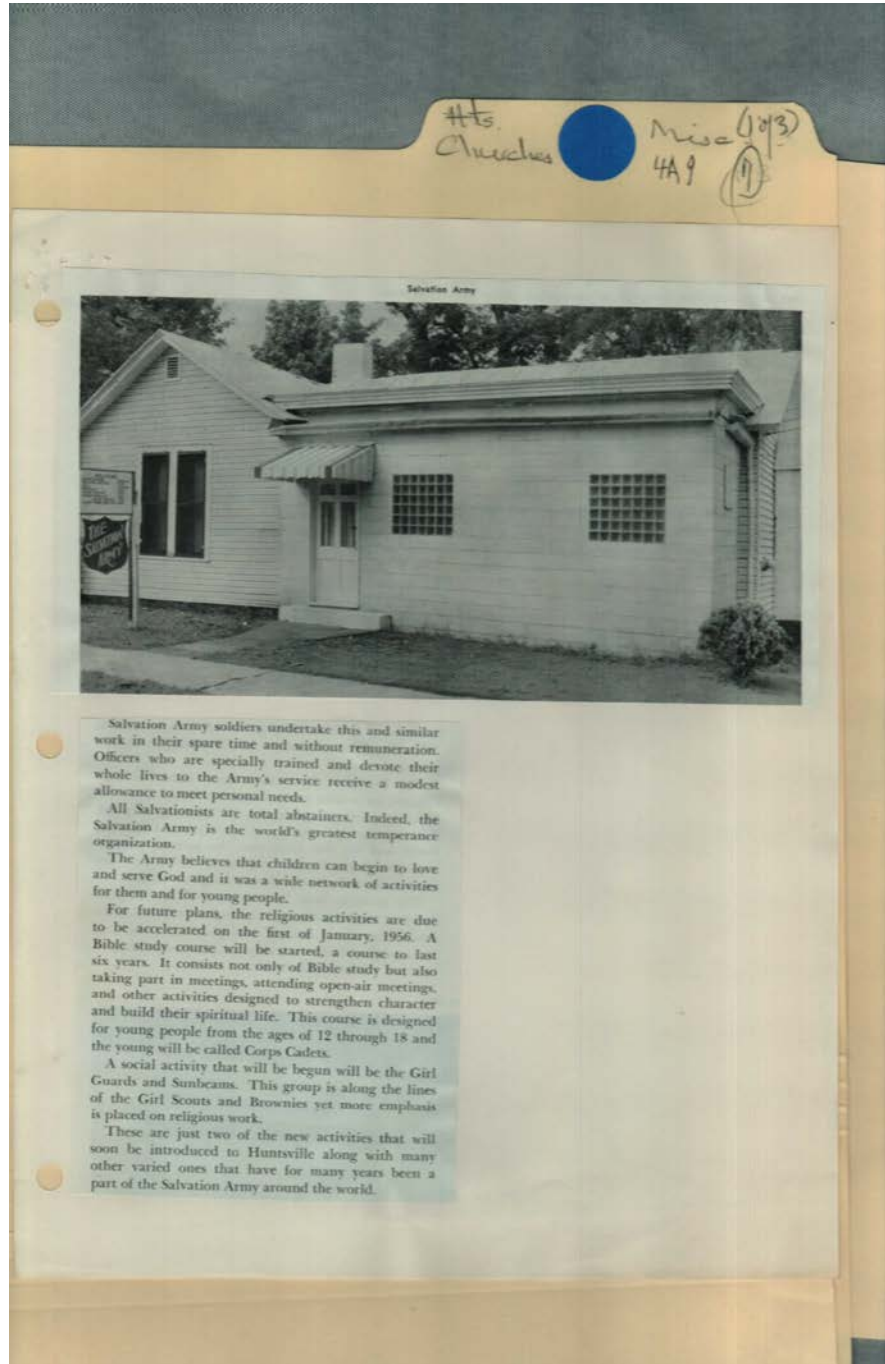 Hts. Misc (1 of 3)
Churches 4A9 (7)
Salvation Army
THE
SALVATION
ARMY
Salvation Army soldiers undertake this and similar
work in their spare time and without remuneration.
Officers who are specially trained and devote their
whole lives to the Army's service receive a modest
allowance to meet personal needs.
All Salvationists are total abstainers. Indeed, the
Salvation Army is the world's greatest temperance
organization.
The Army believes that children can begin to love
and serve God and it was a wide network of activities
for them and for young people.
For future plans, the religious activities are due
to be accelerated on the first of January, 1956. A
Bible study course will be started, a course to last
six years. It consists not only of Bible study but also
taking part in meetings, attending open-air meetings,
and other activities designed to strengthen character
and build their spiritual life. This course is designed
for young people from the ages of 12 through 18 and
the young will be called Corps Cadets.
A social activity that will be begun will be the Girl
Guards and Sunbeams. This group is along the lines
of the Girl Scouts and Brownies yet more emphasis
is placed on religious work.
These are just two of the new activities that will
soon be introduced to Huntsville along with many
other varied ones that have for many years been a
part of the Salvation Army around the world.